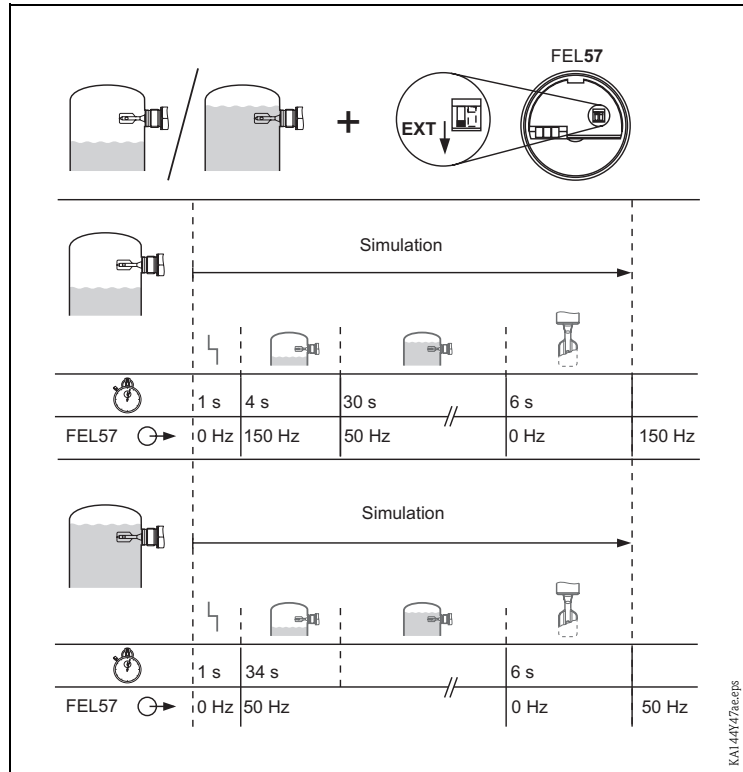 FEL57
EXT
Simulation
1 s 4 s 30 s 6 s
FEL57 0 Hz 150 Hz 50 Hz 0 Hz 150 Hz
Simulation
1 s 34 s 6 s
FEL57 0 Hz 50 Hz 0 Hz 50 Hz
KA144Y47ae.eps